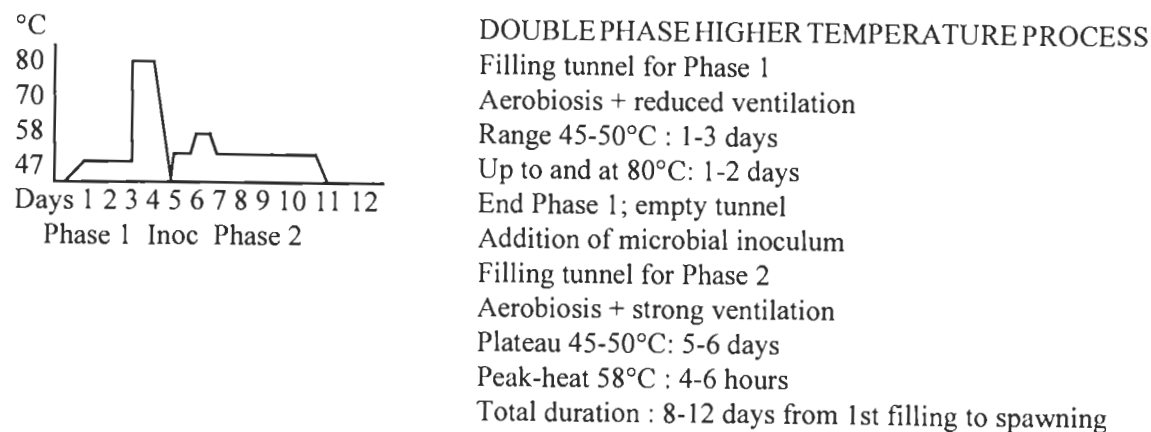 °C
80
70
58
47
Days 1 2 3 4 5 6 7 8 9 10 11 12
Phase 1 Inoc Phase 2
DOUBLE PHASE HIGHER TEMPERATURE PROCESS
Filling tunnel for Phase 1
Aerobiosis + reduced ventilation
Range 45-50°C : 1-3 days
Up to and at 80°C: 1-2 days
End Phase 1; empty tunnel
Addition of microbial inoculum
Filling tunnel for Phase 2
Aerobiosis + strong ventilation
Plateau 45-50°C: 5-6 days
Peak-heat 58°C : 4-6 hours
Total duration : 8-12 days from 1st filling to spawning